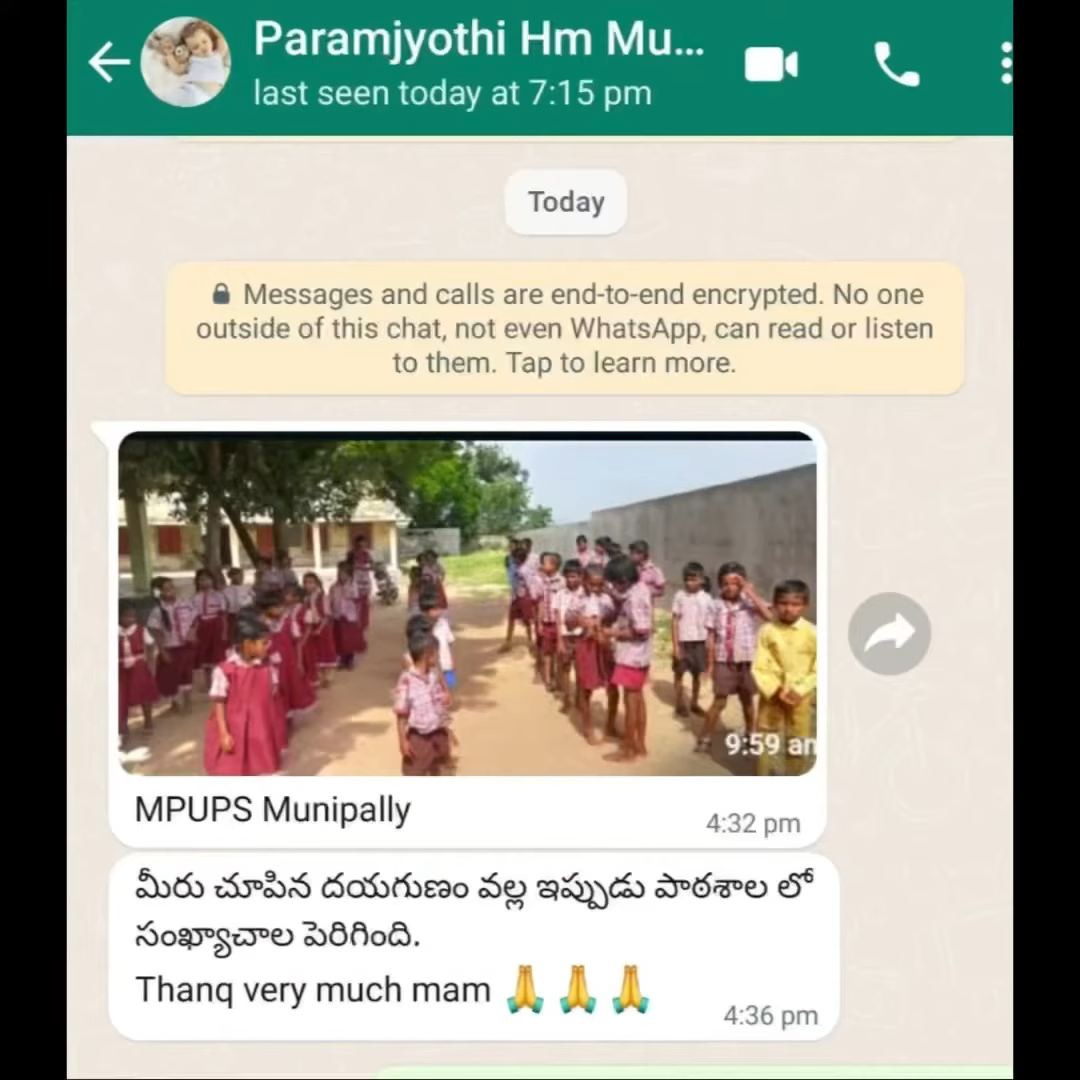 Paramjyothi Hm Mu...
last seen today at 7:15 pm
Today
Messages and calls are end-to-end encrypted. No one
outside of this chat, not even WhatsApp, can read or listen
to them. Tap to learn more.
9:59 am
MPUPS Munipally
4:32 pm
మీరు చూపిన దయగుణం వల్ల ఇప్పుడు పాఠశాల లో
సంఖ్యాచాల పెరిగింది.
Thanq very much mam 🙏 🙏 🙏
4:36 pm